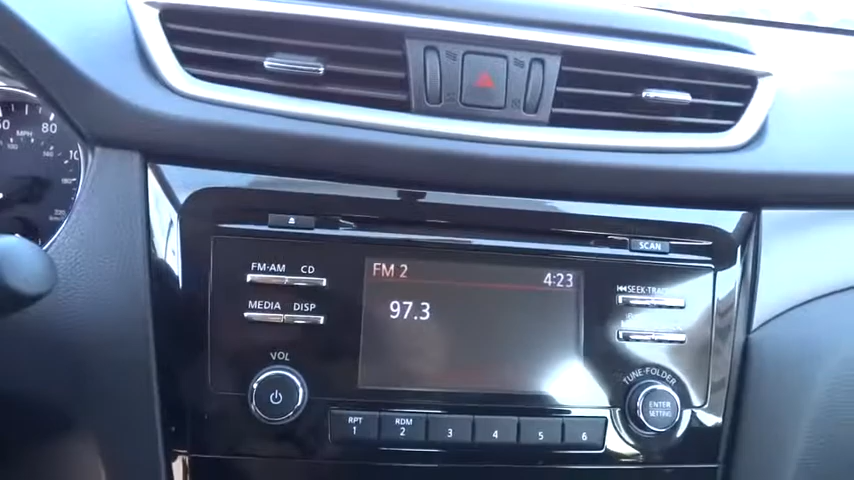 80
100
SCAN
FM·AM CD
MEDIA DISP
FM 2 4:23
97.3
SEEK·TRACK
VOL
TUNE·FOLDER
ENTER
SETTING
RPT RDM
1 2 3 4 5 6